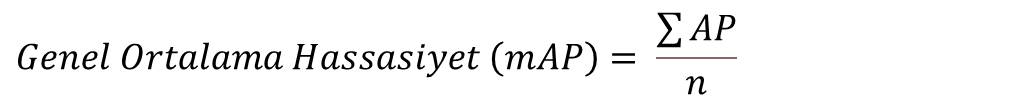 Genel Ortalama Hassasiyet (mAP) = ∑ AP / n